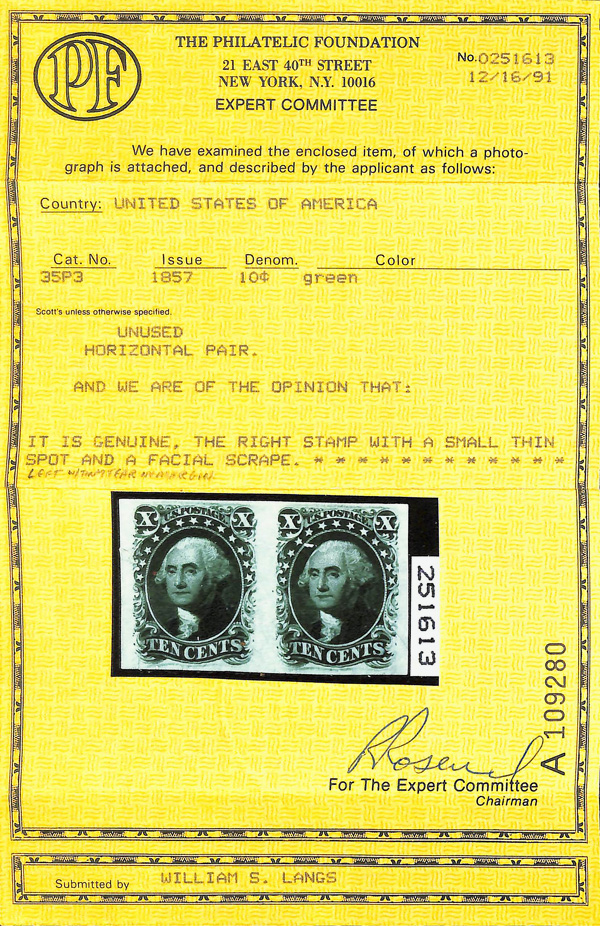 PF
THE PHILATELIC FOUNDATION
21 EAST 40TH STREET
NEW YORK, N.Y. 10016
EXPERT COMMITTEE
No. 0251613
12/16/91
We have examined the enclosed item, of which a photo-
graph is attached, and described by the applicant as follows:
Country: UNITED STATES OF AMERICA
Cat. No. Issue Denom. Color
35P3 1857 10¢ green
Scott's unless otherwise specified.
UNUSED
HORIZONTAL PAIR.
AND WE ARE OF THE OPINION THAT:
IT IS GENUINE, THE RIGHT STAMP WITH A SMALL THIN
SPOT AND A FACIAL SCRAPE. * * * * * * * * * * * *
LEFT W/TINY TEAR
X U.S. POSTAGE X
TEN CENTS
X U.S. POSTAGE X
TEN CENTS
251613
A 109280
For The Expert Committee
Chairman
Submitted by WILLIAM S. LANGS